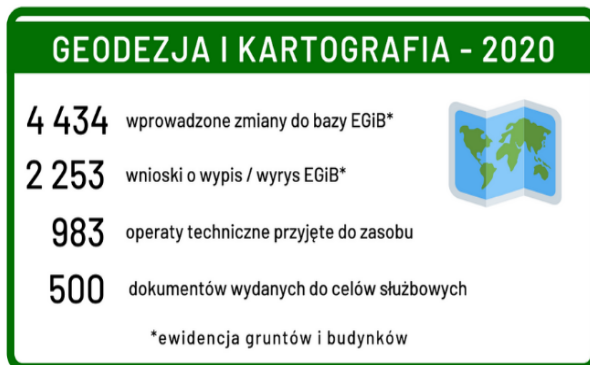 GEODEZJA I KARTOGRAFIA - 2020
4 434 wprowadzone zmiany do bazy EGiB*
2 253 wnioski o wypis / wyrys EGiB*
983 operaty techniczne przyjęte do zasobu
500 dokumentów wydanych do celów służbowych
*ewidencja gruntów i budynków